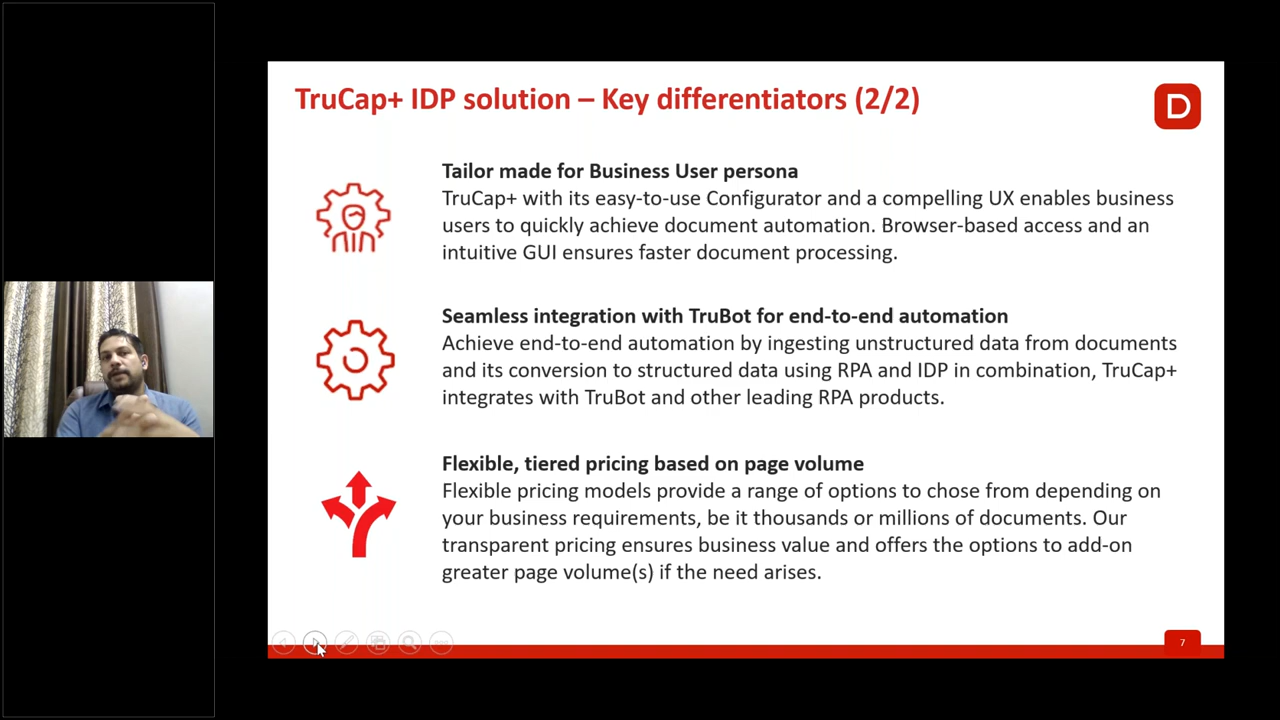 TruCap+ IDP solution – Key differentiators (2/2)
D
Tailor made for Business User persona
TruCap+ with its easy-to-use Configurator and a compelling UX enables business
users to quickly achieve document automation. Browser-based access and an
intuitive GUI ensures faster document processing.
Seamless integration with TruBot for end-to-end automation
Achieve end-to-end automation by ingesting unstructured data from documents
and its conversion to structured data using RPA and IDP in combination, TruCap+
integrates with TruBot and other leading RPA products.
Flexible, tiered pricing based on page volume
Flexible pricing models provide a range of options to chose from depending on
your business requirements, be it thousands or millions of documents. Our
transparent pricing ensures business value and offers the options to add-on
greater page volume(s) if the need arises.
7